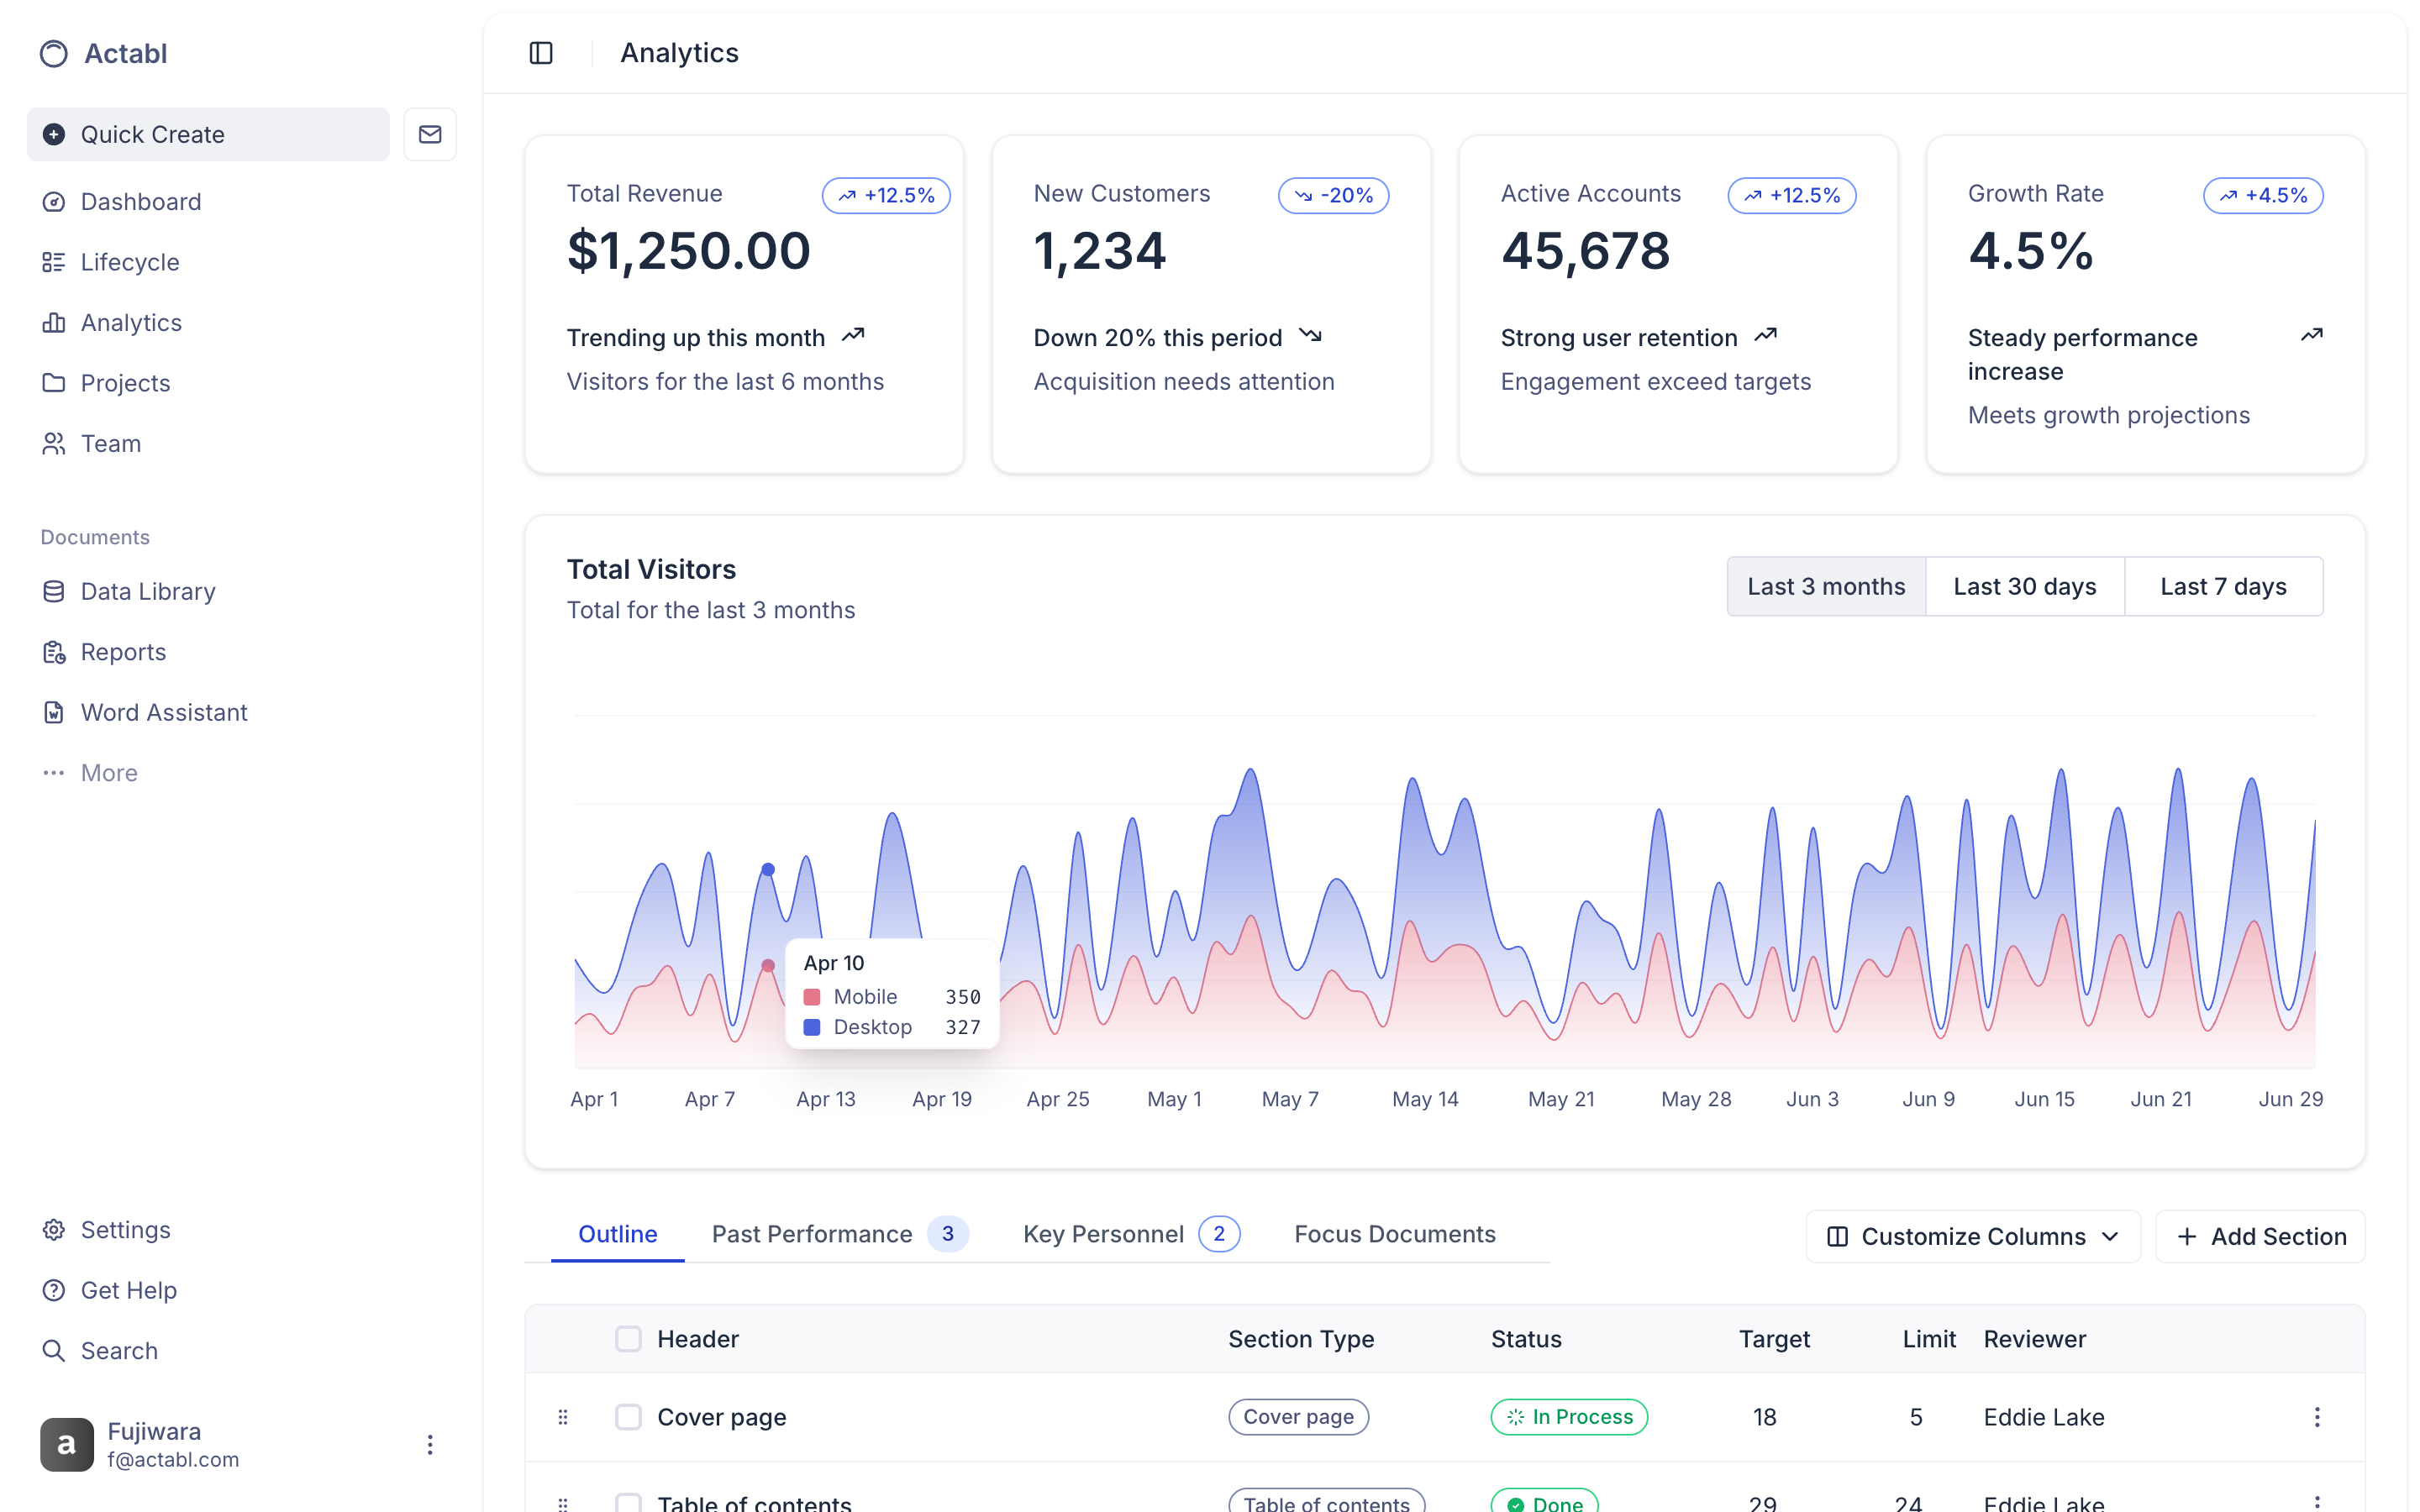 Actabl
Quick Create
Dashboard
Lifecycle
Analytics
Projects
Team
Documents
Data Library
Reports
Word Assistant
More
Settings
Get Help
Search
a
Fujiwara
f@actabl.com
Analytics
Total Revenue
+12.5%
$1,250.00
Trending up this month
Visitors for the last 6 months
New Customers
-20%
1,234
Down 20% this period
Acquisition needs attention
Active Accounts
+12.5%
45,678
Strong user retention
Engagement exceed targets
Growth Rate
+4.5%
4.5%
Steady performance
increase
Meets growth projections
Total Visitors
Total for the last 3 months
Last 3 months
Last 30 days
Last 7 days
Apr 10
Mobile 350
Desktop 327
Apr 1 Apr 7 Apr 13 Apr 19 Apr 25 May 1 May 7 May 14 May 21 May 28 Jun 3 Jun 9 Jun 15 Jun 21 Jun 29
Outline
Past Performance 3
Key Personnel 2
Focus Documents
Customize Columns
Add Section
Header Section Type Status Target Limit Reviewer
Cover page Cover page In Process 18 5 Eddie Lake
Table of contents Table of contents Done 29 24 Eddie Lake